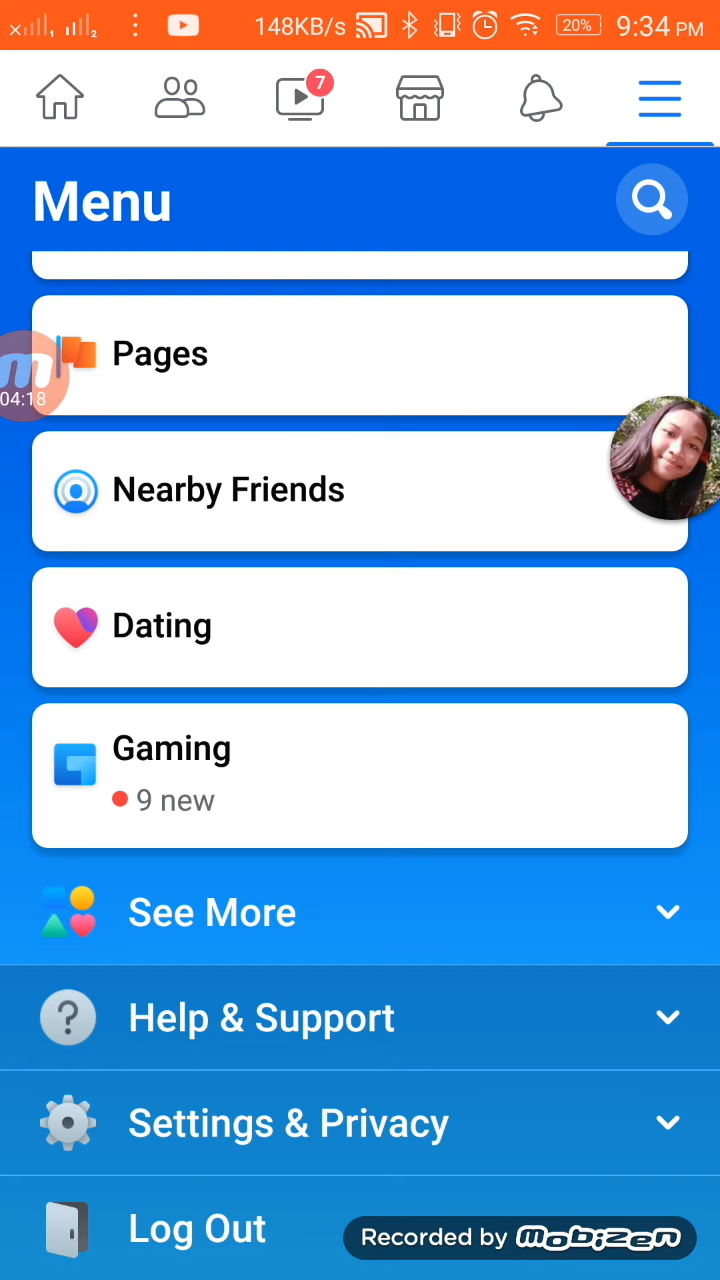 148KB/s 20% 9:34 PM
7
Menu
Pages
m
04:18
Nearby Friends
Dating
Gaming
9 new
See More
? Help & Support
Settings & Privacy
Log Out
Recorded by mobizen